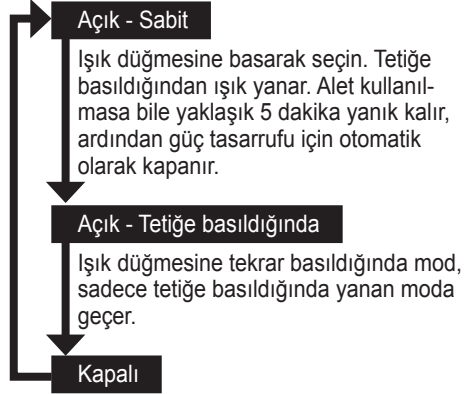 Açık - Sabit
Işık düğmesine basarak seçin. Tetiğe
basıldığından ışık yanar. Alet kullanıl-
masa bile yaklaşık 5 dakika yanık kalır,
ardından güç tasarrufu için otomatik
olarak kapanır.
Açık - Tetiğe basıldığında
Işık düğmesine tekrar basıldığında mod,
sadece tetiğe basıldığında yanan moda
geçer.
Kapalı